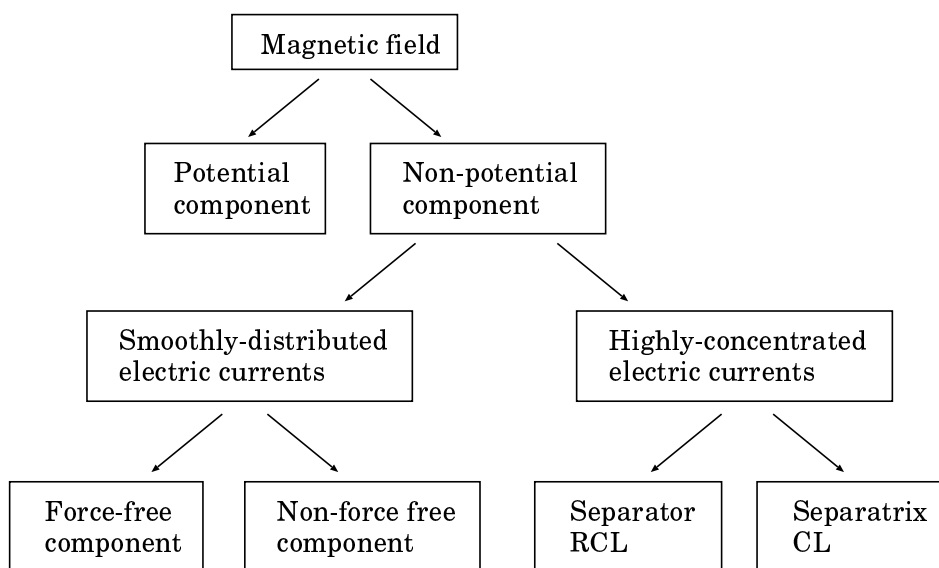 Magnetic field
Potential
component
Non-potential
component
Smoothly-distributed
electric currents
Highly-concentrated
electric currents
Force-free
component
Non-force free
component
Separator
RCL
Separatrix
CL